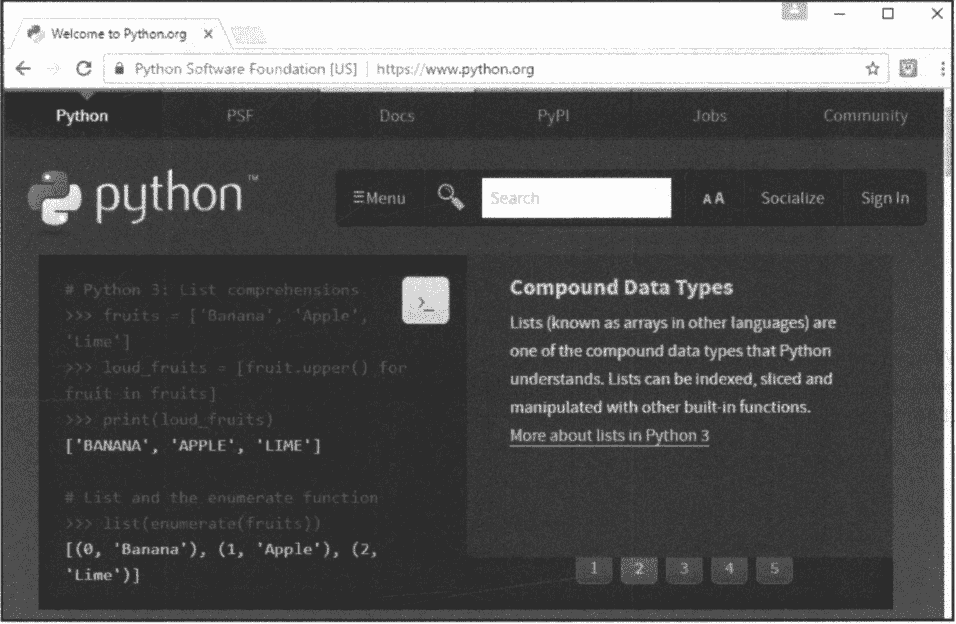 Welcome to Python.org
Python Software Foundation [US] | https://www.python.org
Python PSF Docs PyPI Jobs Community
python™
Menu Search AA Socialize Sign In
# Python 3: List comprehensions
>>> fruits = ['Banana', 'Apple',
'Lime']
>>> loud_fruits = [fruit.upper() for
fruit in fruits]
>>> print(loud_fruits)
['BANANA', 'APPLE', 'LIME']
# List and the enumerate function
>>> list(enumerate(fruits))
[(0, 'Banana'), (1, 'Apple'), (2,
'Lime')]
>_
Compound Data Types
Lists (known as arrays in other languages) are
one of the compound data types that Python
understands. Lists can be indexed, sliced and
manipulated with other built-in functions.
More about lists in Python 3
1 2 3 4 5